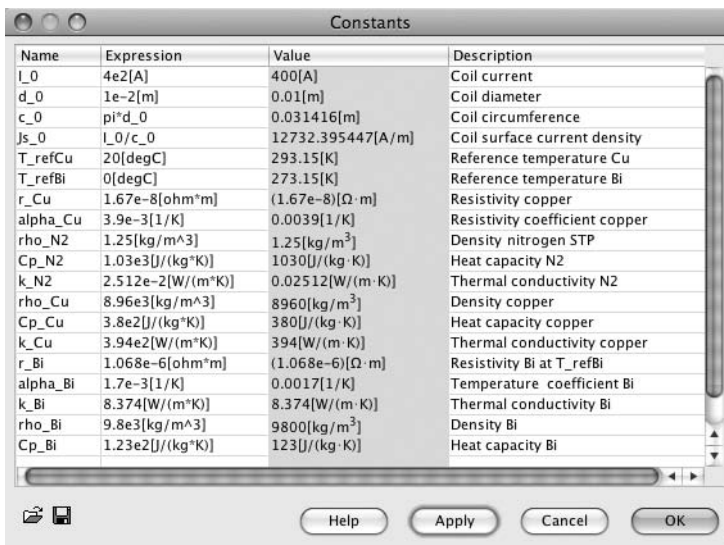 Constants
Name Expression Value Description
I_0 4e2[A] 400[A] Coil current
d_0 1e-2[m] 0.01[m] Coil diameter
c_0 pi*d_0 0.031416[m] Coil circumference
Js_0 I_0/c_0 12732.395447[A/m] Coil surface current density
T_refCu 20[degC] 293.15[K] Reference temperature Cu
T_refBi 0[degC] 273.15[K] Reference temperature Bi
r_Cu 1.67e-8[ohm*m] (1.67e-8)[Ω·m] Resistivity copper
alpha_Cu 3.9e-3[1/K] 0.0039[1/K] Resistivity coefficient copper
rho_N2 1.25[kg/m^3] 1.25[kg/m³] Density nitrogen STP
Cp_N2 1.03e3[J/(kg*K)] 1030[J/(kg·K)] Heat capacity N2
k_N2 2.512e-2[W/(m*K)] 0.02512[W/(m·K)] Thermal conductivity N2
rho_Cu 8.96e3[kg/m^3] 8960[kg/m³] Density copper
Cp_Cu 3.8e2[J/(kg*K)] 380[J/(kg·K)] Heat capacity copper
k_Cu 3.94e2[W/(m*K)] 394[W/(m·K)] Thermal conductivity copper
r_Bi 1.068e-6[ohm*m] (1.068e-6)[Ω·m] Resistivity Bi at T_refBi
alpha_Bi 1.7e-3[1/K] 0.0017[1/K] Temperature coefficient Bi
k_Bi 8.374[W/(m*K)] 8.374[W/(m·K)] Thermal conductivity Bi
rho_Bi 9.8e3[kg/m^3] 9800[kg/m³] Density Bi
Cp_Bi 1.23e2[J/(kg*K)] 123[J/(kg·K)] Heat capacity Bi
Help Apply Cancel OK